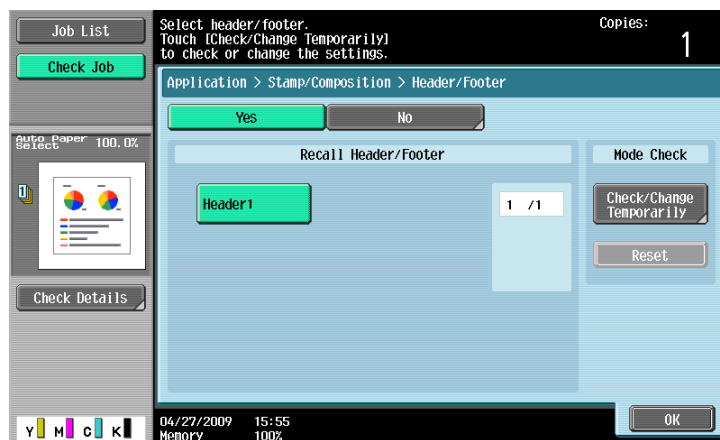 Job List
Check Job
Select header/footer.
Touch [Check/Change Temporarily]
to check or change the settings.
Copies:
1
Application > Stamp/Composition > Header/Footer
Yes
No
Auto Paper
Select
100.0%
1
Recall Header/Footer
Mode Check
Header1
1 /1
Check/Change
Temporarily
Reset
Check Details
OK
Y M C K
04/27/2009 15:55
Memory 100%